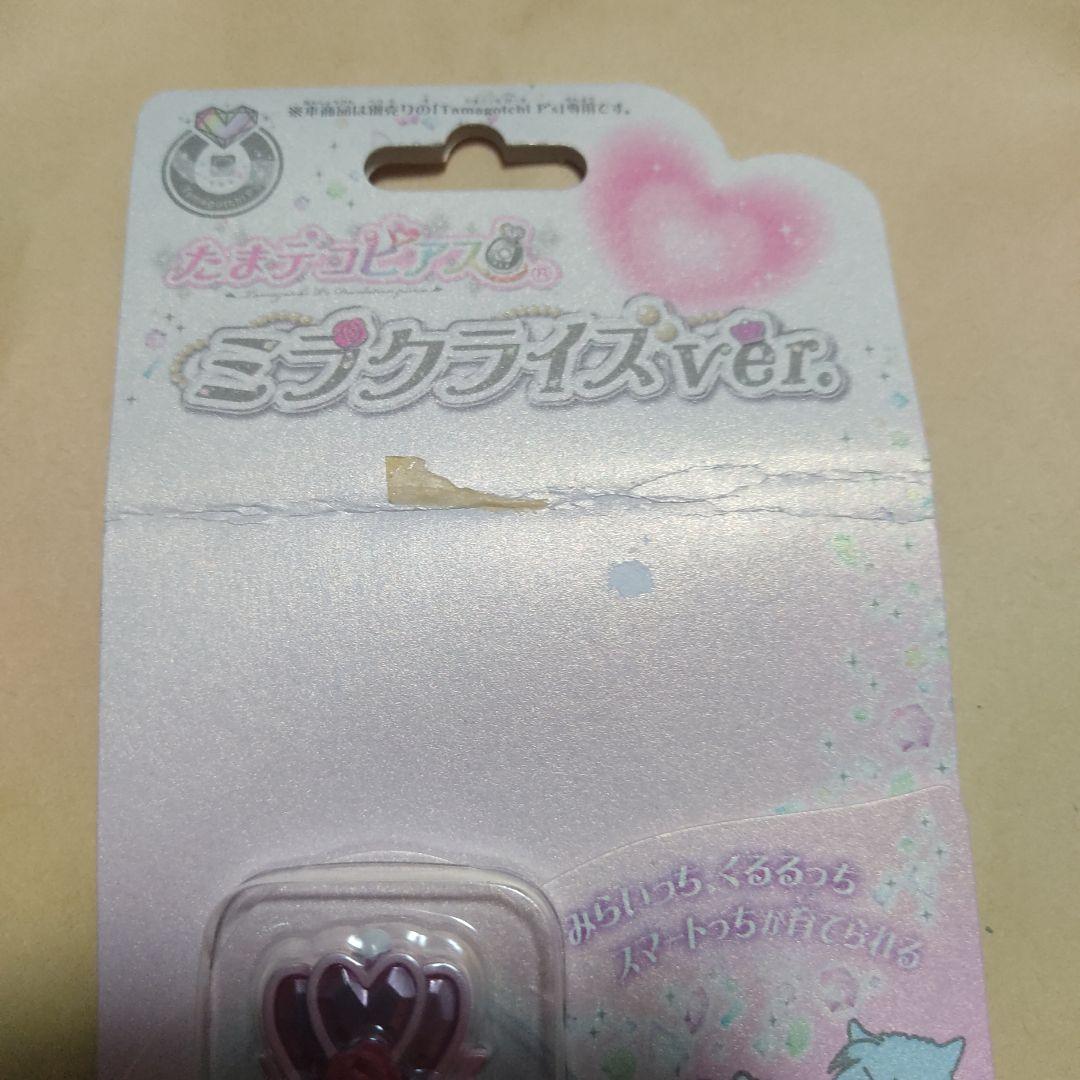 ※本商品は別売りの「Tamagotchi P's」専用です。
Tamagotchi
たまデコピアス
ミラクライズver.
みらいっち、くるるっち
スマートっちが育てられる